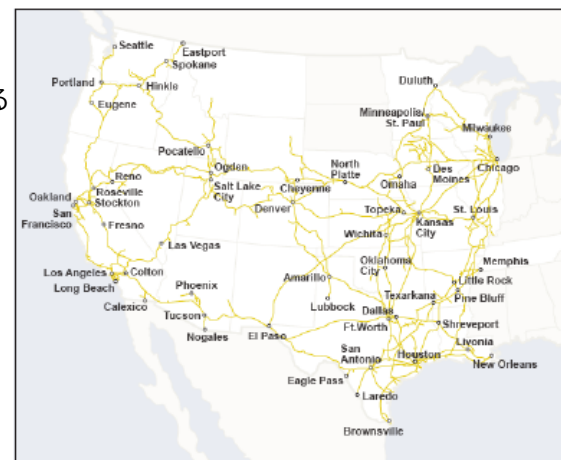 Seattle
Eastport
Spokane
Portland
Hinkle
Eugene
Duluth
Minneapolis/
St. Paul
Milwaukee
Pocatello
Ogden
Salt Lake
City
Reno
Roseville
Stockton
Oakland
San
Francisco
Fresno
Cheyenne
North
Platte
Omaha
Des
Moines
Chicago
Denver
Topeka
Kansas
City
St. Louis
Wichita
Las Vegas
Los Angeles
Colton
Long Beach
Calexico
Phoenix
Tucson
Nogales
El Paso
Amarillo
Lubbock
Oklahoma
City
Memphis
Little Rock
Pine Bluff
Texarkana
Dallas
Ft.Worth
Shreveport
Livonia
New Orleans
San
Antonio
Houston
Eagle Pass
Laredo
Brownsville